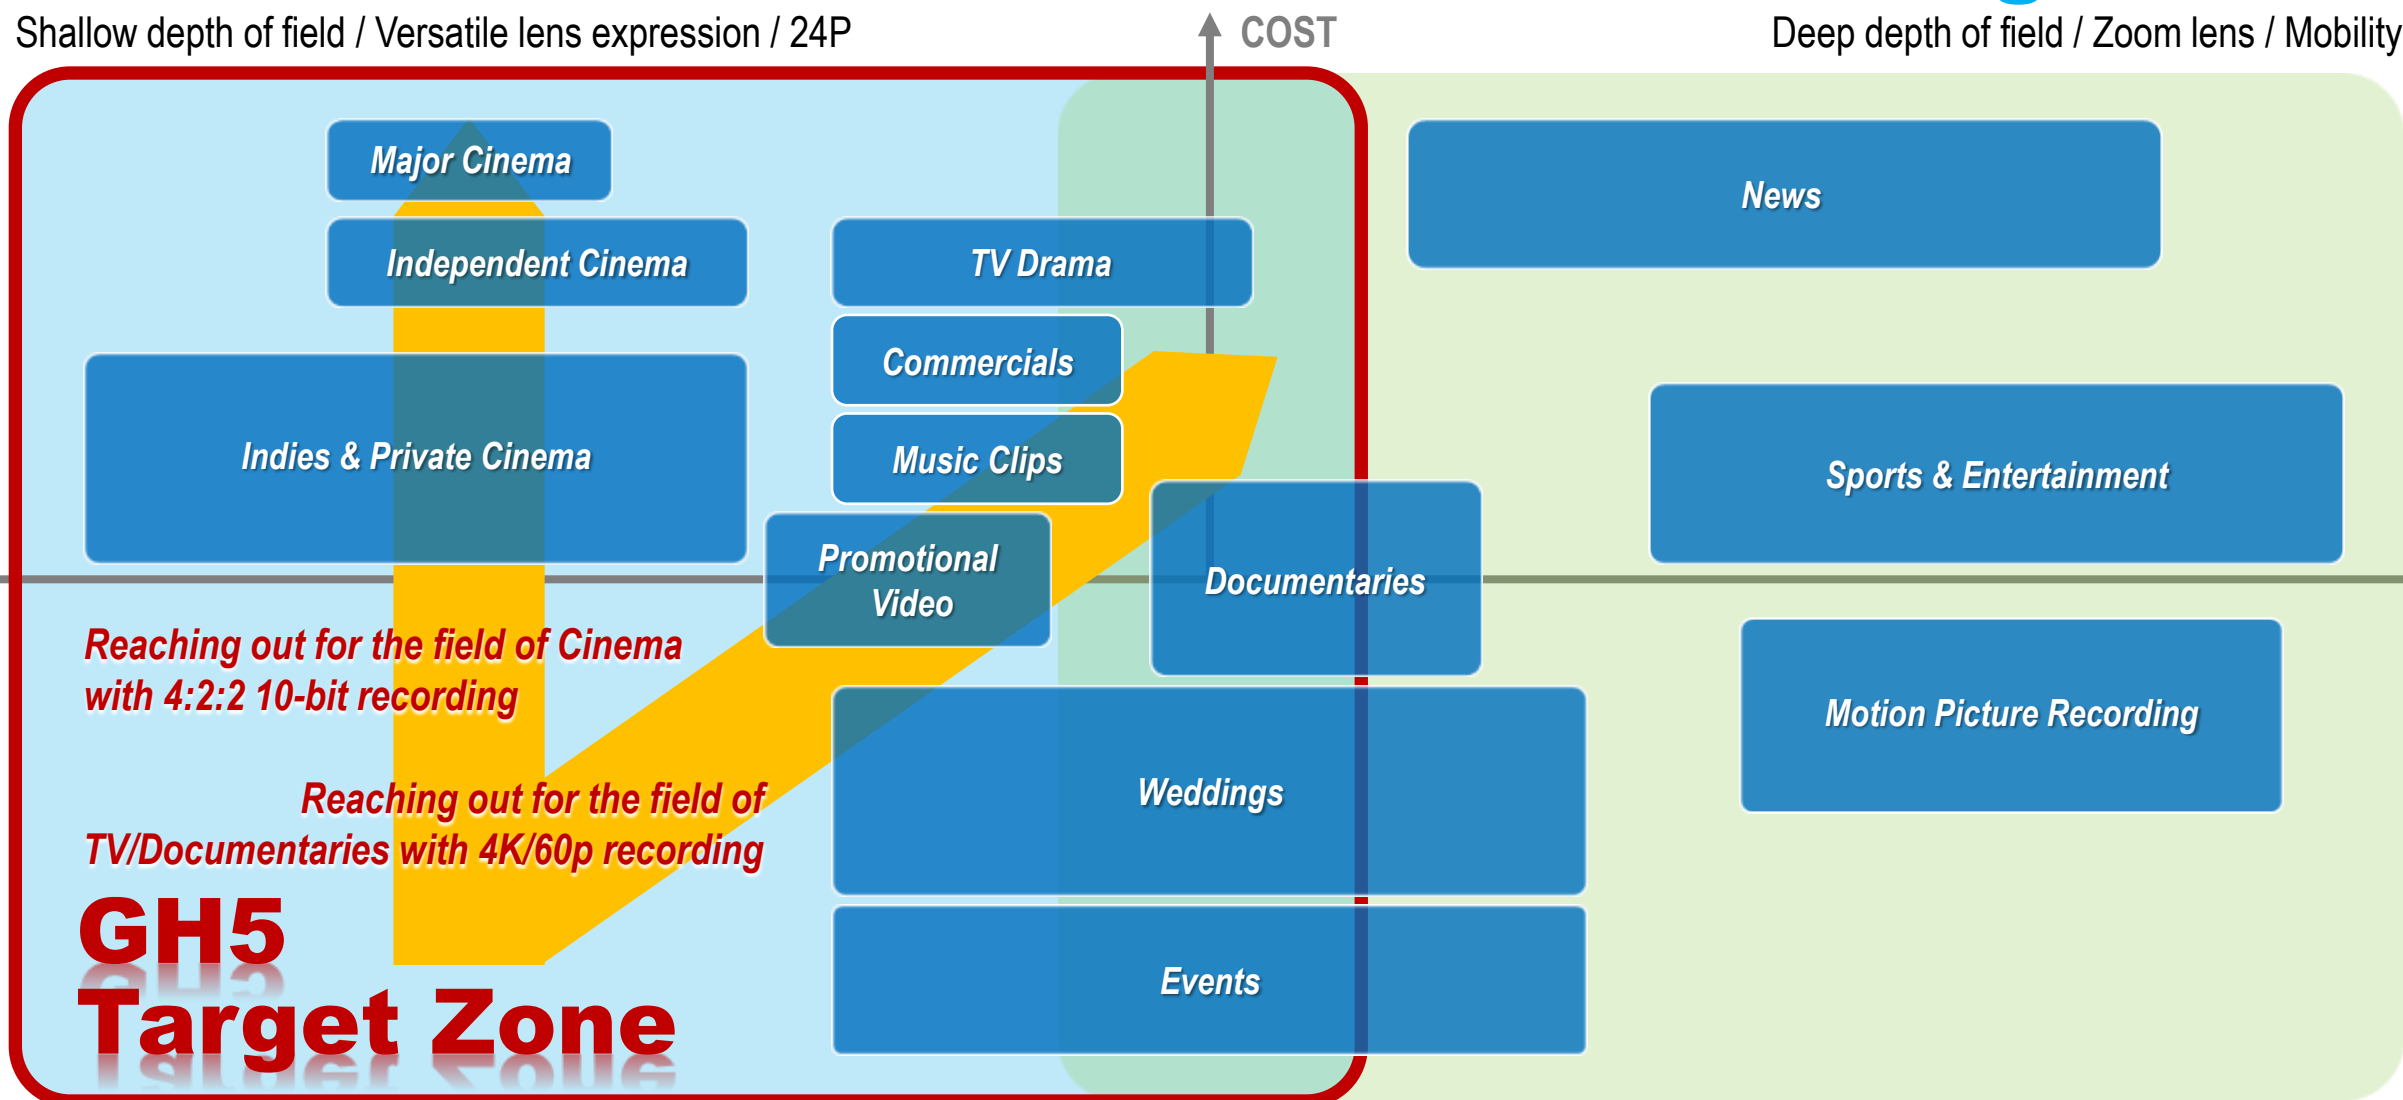 Shallow depth of field / Versatile lens expression / 24P
COST
Deep depth of field / Zoom lens / Mobility
Major Cinema
News
Independent Cinema
TV Drama
Commercials
Indies & Private Cinema
Music Clips
Sports & Entertainment
Promotional
Video
Documentaries
Reaching out for the field of Cinema
with 4:2:2 10-bit recording
Motion Picture Recording
Reaching out for the field of
TV/Documentaries with 4K/60p recording
Weddings
GH5
Target Zone
Events